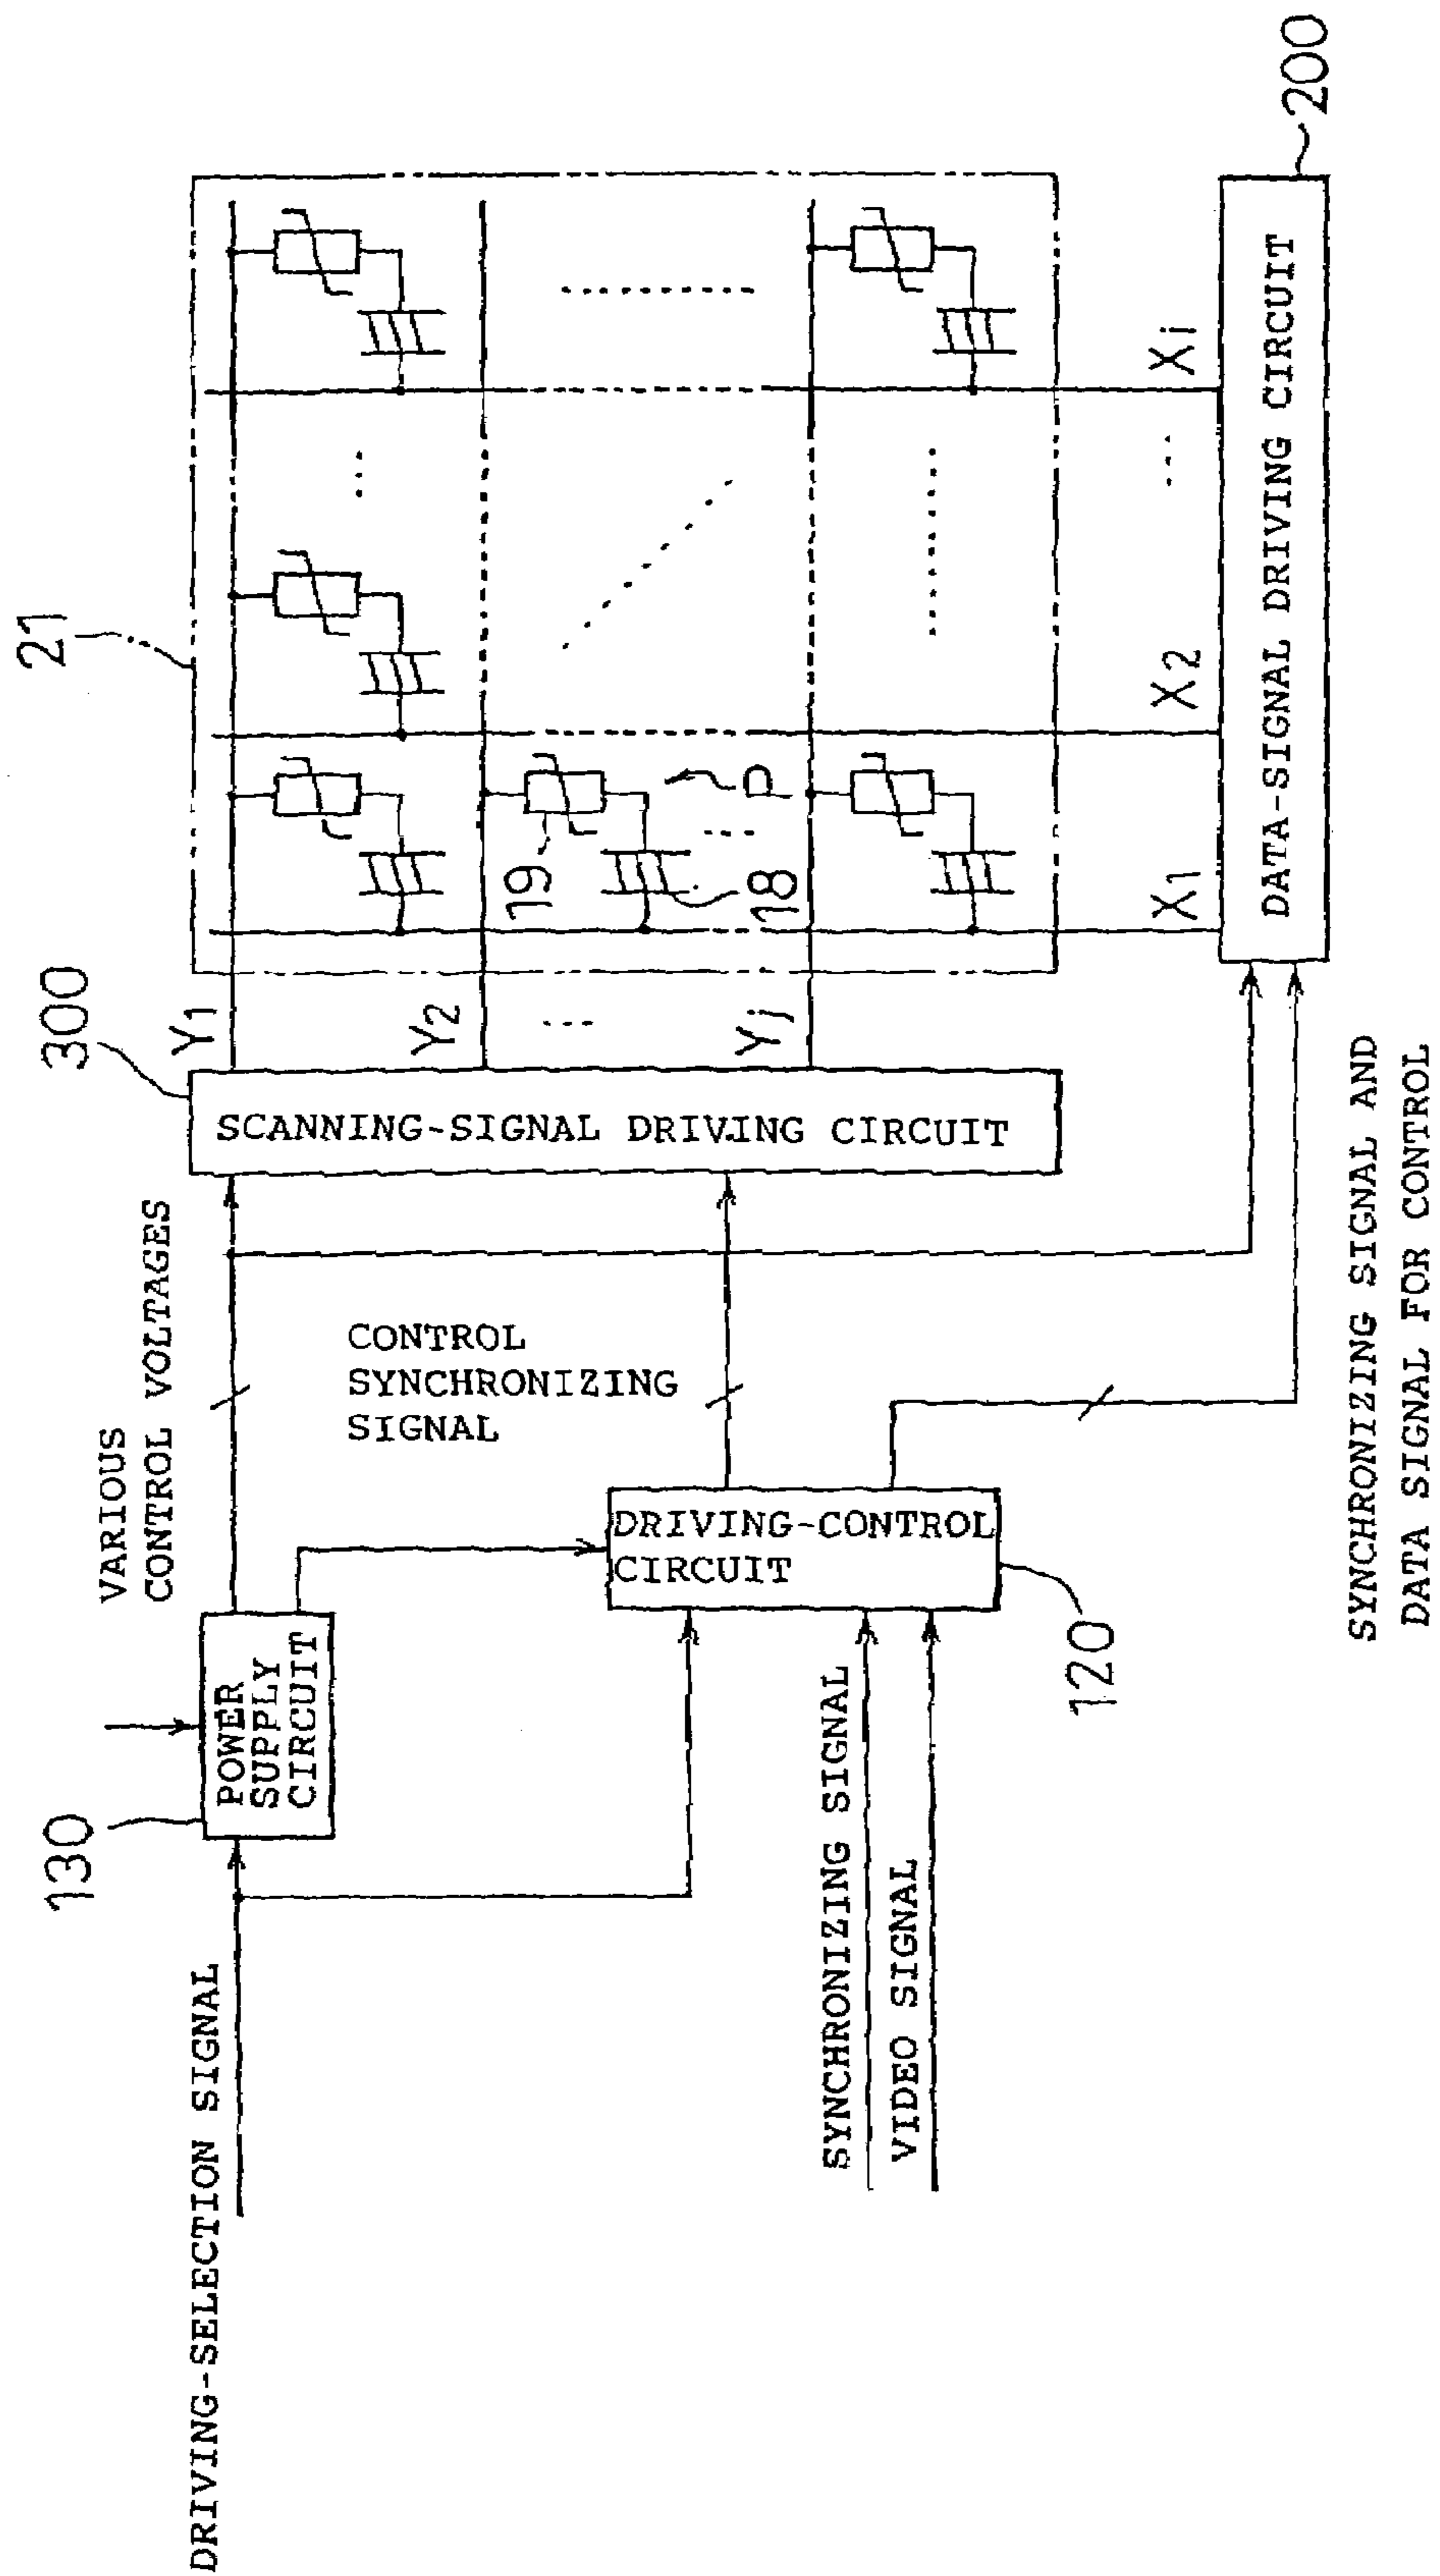 DRIVING-SELECTION SIGNAL
130
POWER
SUPPLY
CIRCUIT
VARIOUS
CONTROL VOLTAGES
CONTROL
SYNCHRONIZING
SIGNAL
SYNCHRONIZING SIGNAL
VIDEO SIGNAL
DRIVING-CONTROL
CIRCUIT
120
300
SCANNING-SIGNAL DRIVING CIRCUIT
Y1
Y2
...
Yj
21
19
18
P
X1
X2
...
Xi
DATA-SIGNAL DRIVING CIRCUIT
200
SYNCHRONIZING SIGNAL AND
DATA SIGNAL FOR CONTROL